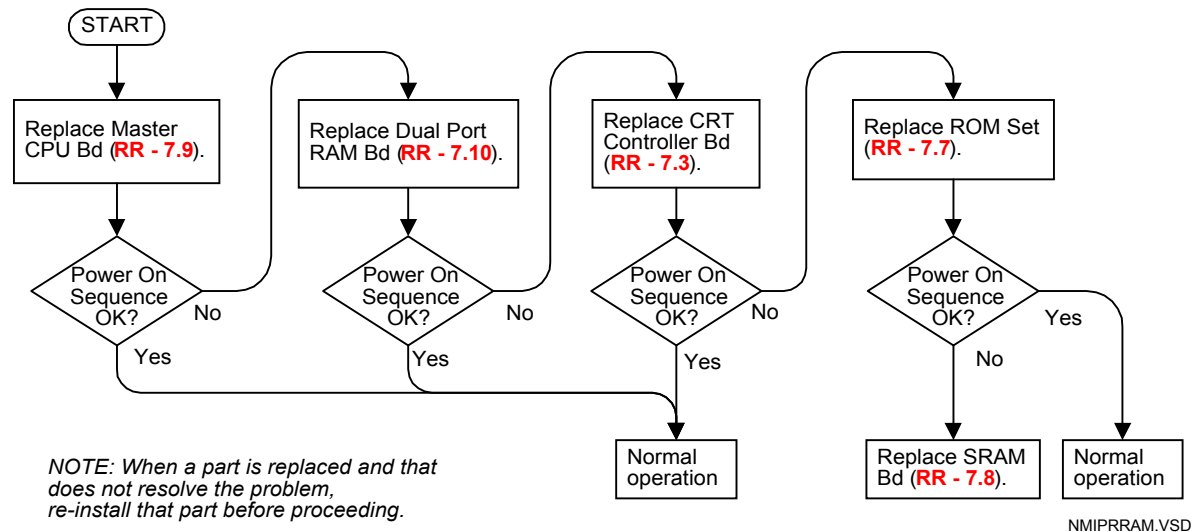 START
Replace Master
CPU Bd (RR - 7.9).
Power On
Sequence
OK?
No
Yes
Replace Dual Port
RAM Bd (RR - 7.10).
Power On
Sequence
OK?
No
Yes
Replace CRT
Controller Bd
(RR - 7.3).
Power On
Sequence
OK?
No
Yes
Normal
operation
Replace ROM Set
(RR - 7.7).
Power On
Sequence
OK?
Yes
No
Replace SRAM
Bd (RR - 7.8).
Normal
operation
NOTE: When a part is replaced and that
does not resolve the problem,
re-install that part before proceeding.
NMIPRRAM.VSD